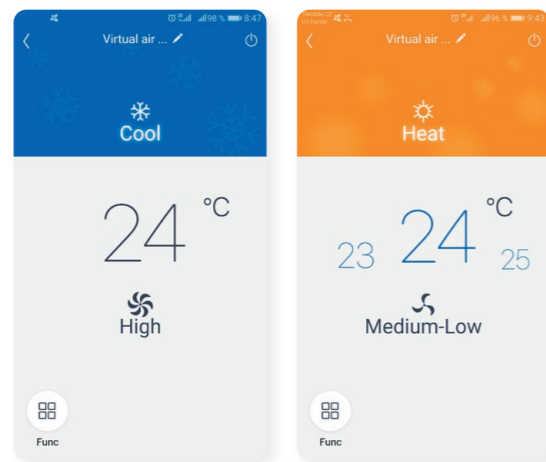 98 % 8:47
Virtual air ...
Cool
24 °C
High
Func
96 % 9:43
Virtual air ...
Heat
23 24 °C 25
Medium-Low
Func